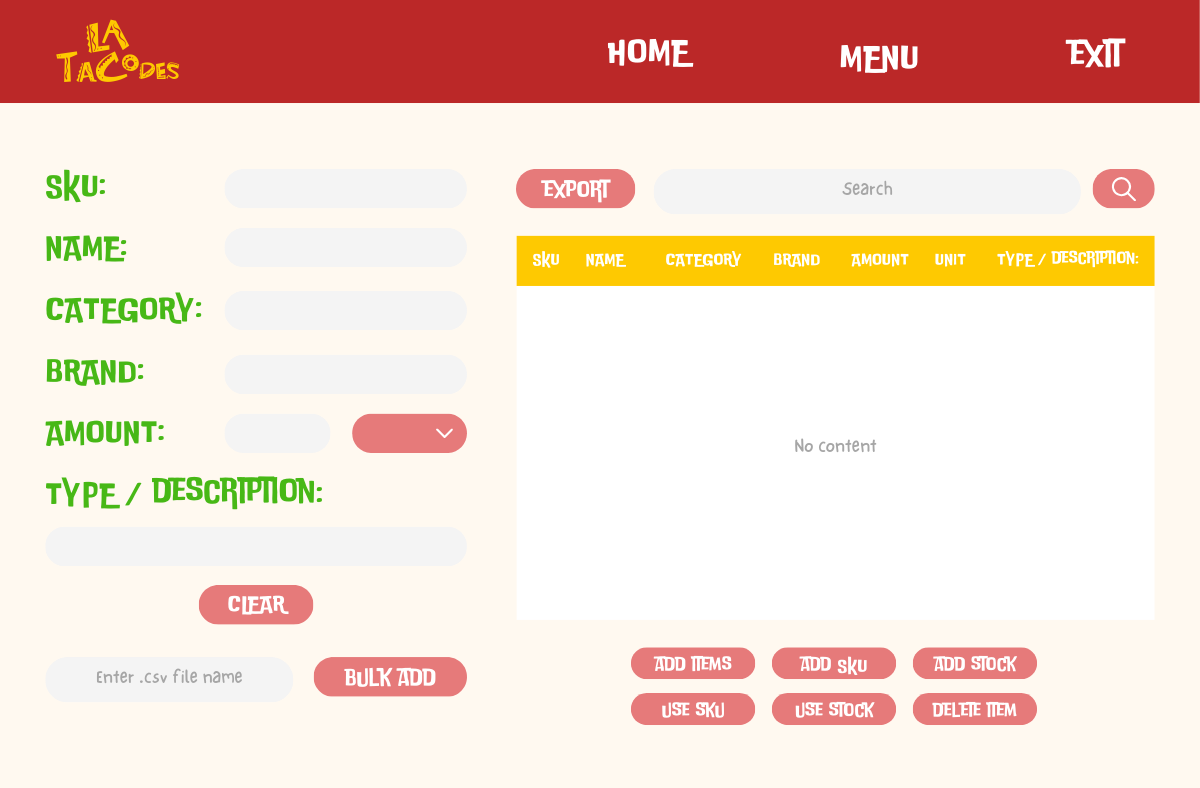 LA
TACODES
HOME
MENU
EXIT
SKU:
NAME:
CATEGORY:
BRAND:
AMOUNT:
TYPE / DESCRIPTION:
CLEAR
Enter .csv file name
BULK ADD
EXPORT
Search
SKU NAME CATEGORY BRAND AMOUNT UNIT TYPE / DESCRIPTION:
No content
ADD ITEMS
ADD SKU
ADD STOCK
USE SKU
USE STOCK
DELETE ITEM